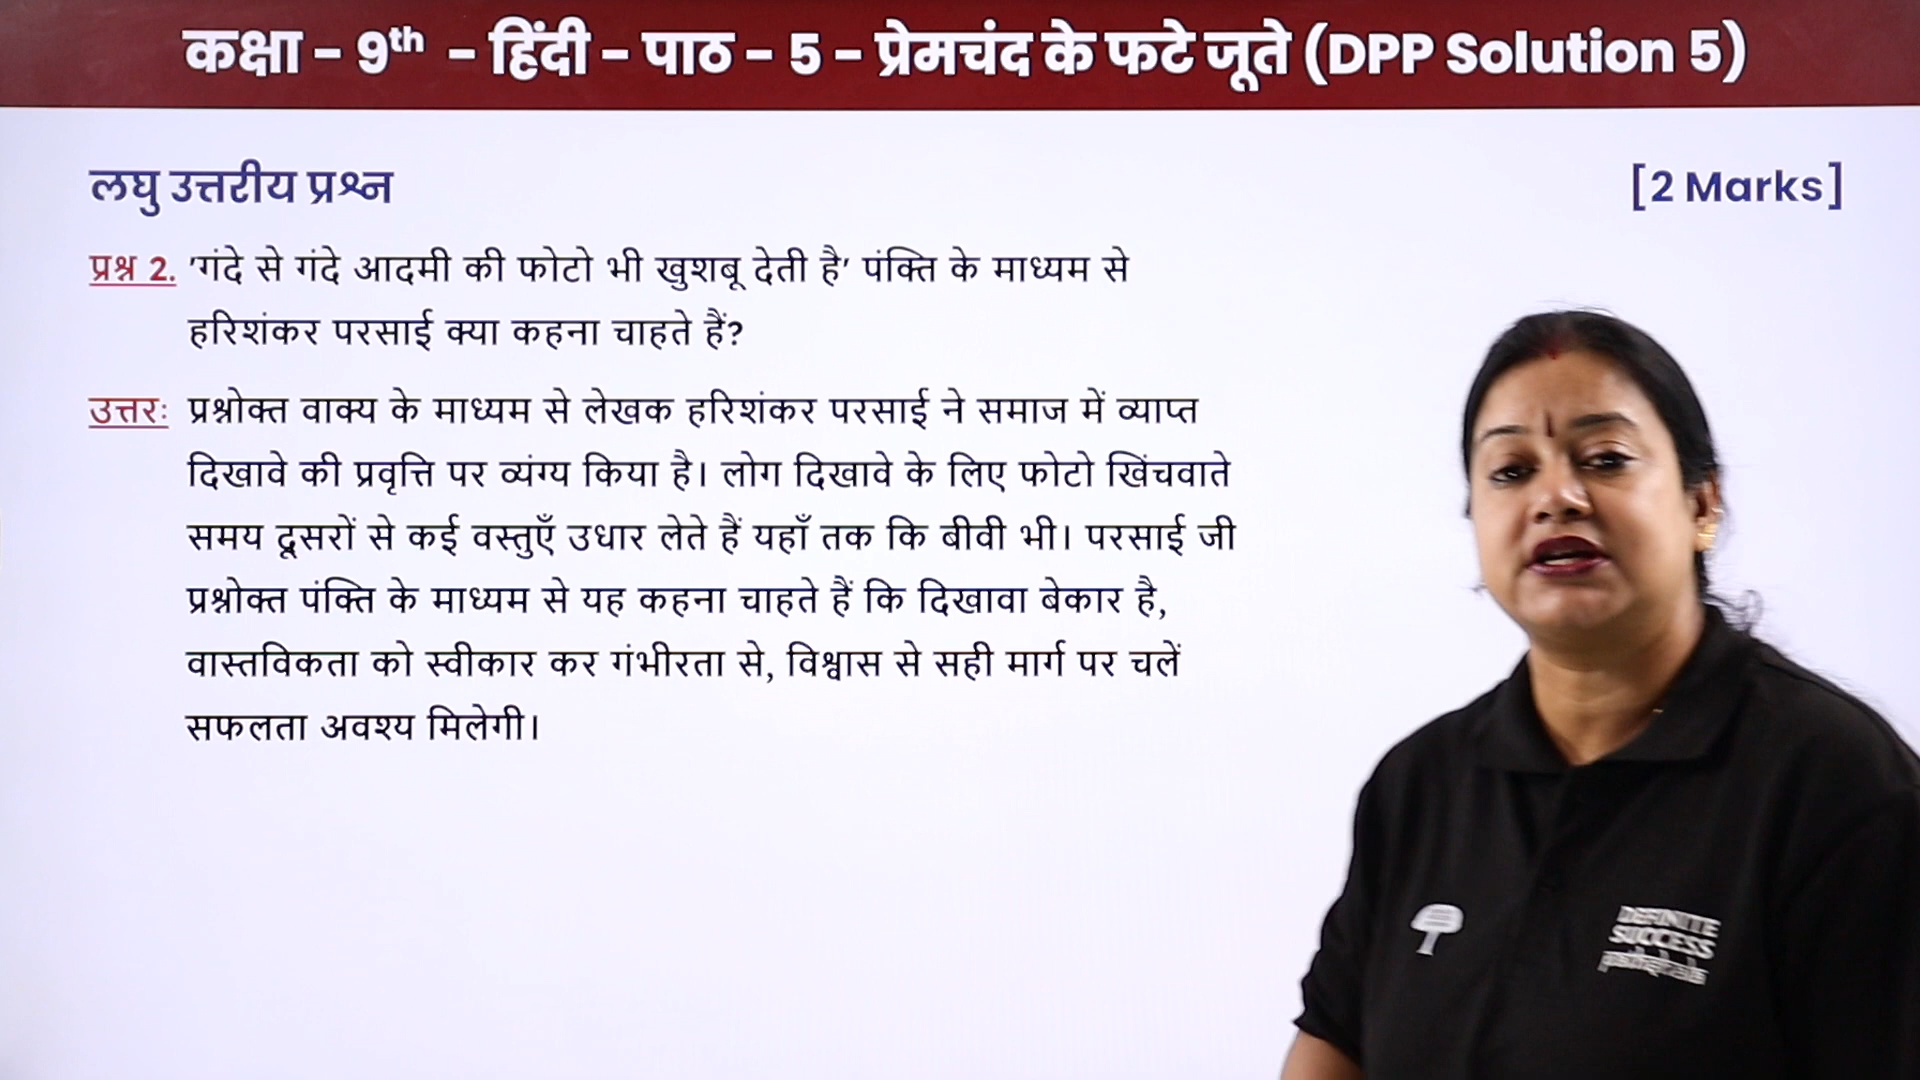 कक्षा - 9th - हिंदी - पाठ - 5 - प्रेमचंद के फटे जूते (DPP Solution 5)
लघु उत्तरीय प्रश्न [2 Marks]
प्रश्न 2. 'गंदे से गंदे आदमी की फोटो भी खुशबू देती है' पंक्ति के माध्यम से
हरिशंकर परसाई क्या कहना चाहते हैं?
उत्तरः प्रश्नोक्त वाक्य के माध्यम से लेखक हरिशंकर परसाई ने समाज में व्याप्त
दिखावे की प्रवृत्ति पर व्यंग्य किया है। लोग दिखावे के लिए फोटो खिंचवाते
समय दूसरों से कई वस्तुएँ उधार लेते हैं यहाँ तक कि बीवी भी। परसाई जी
प्रश्नोक्त पंक्ति के माध्यम से यह कहना चाहते हैं कि दिखावा बेकार है,
वास्तविकता को स्वीकार कर गंभीरता से, विश्वास से सही मार्ग पर चलें
सफलता अवश्य मिलेगी।
DEFINITE
SUCCESS